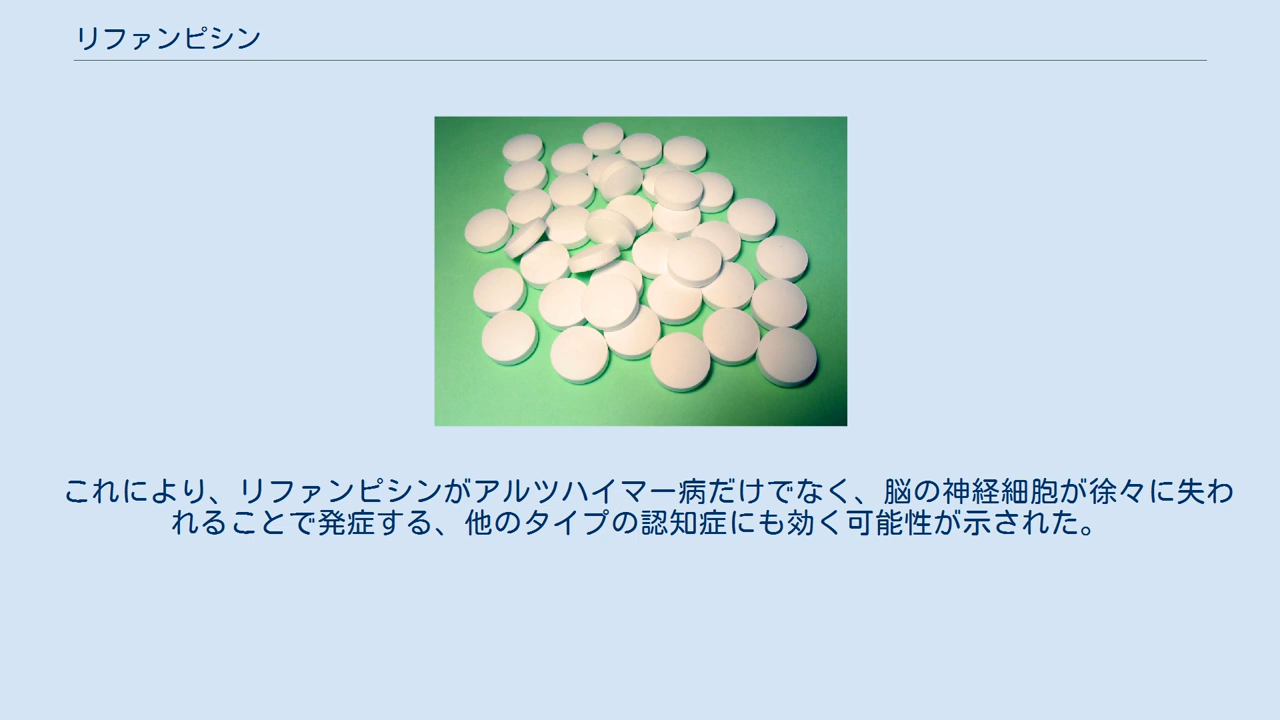 リファンピシン
これにより、リファンピシンがアルツハイマー病だけでなく、脳の神経細胞が徐々に失わ
れることで発症する、他のタイプの認知症にも効く可能性が示された。